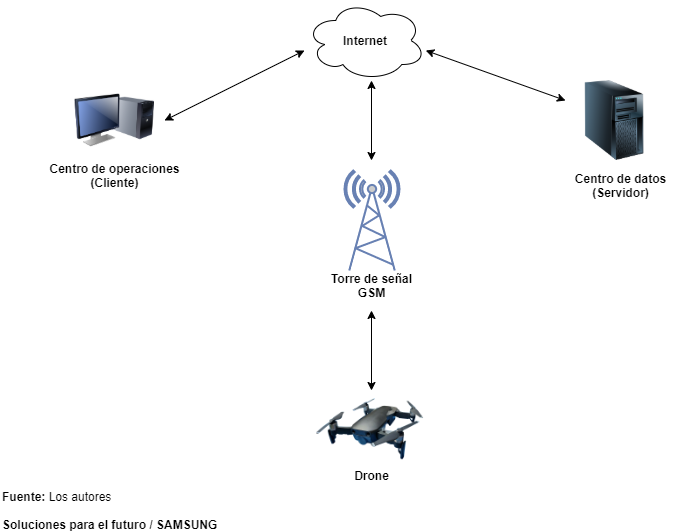 Internet
Centro de operaciones
(Cliente)
Centro de datos
(Servidor)
Torre de señal
GSM
Drone
Fuente: Los autores
Soluciones para el futuro / SAMSUNG